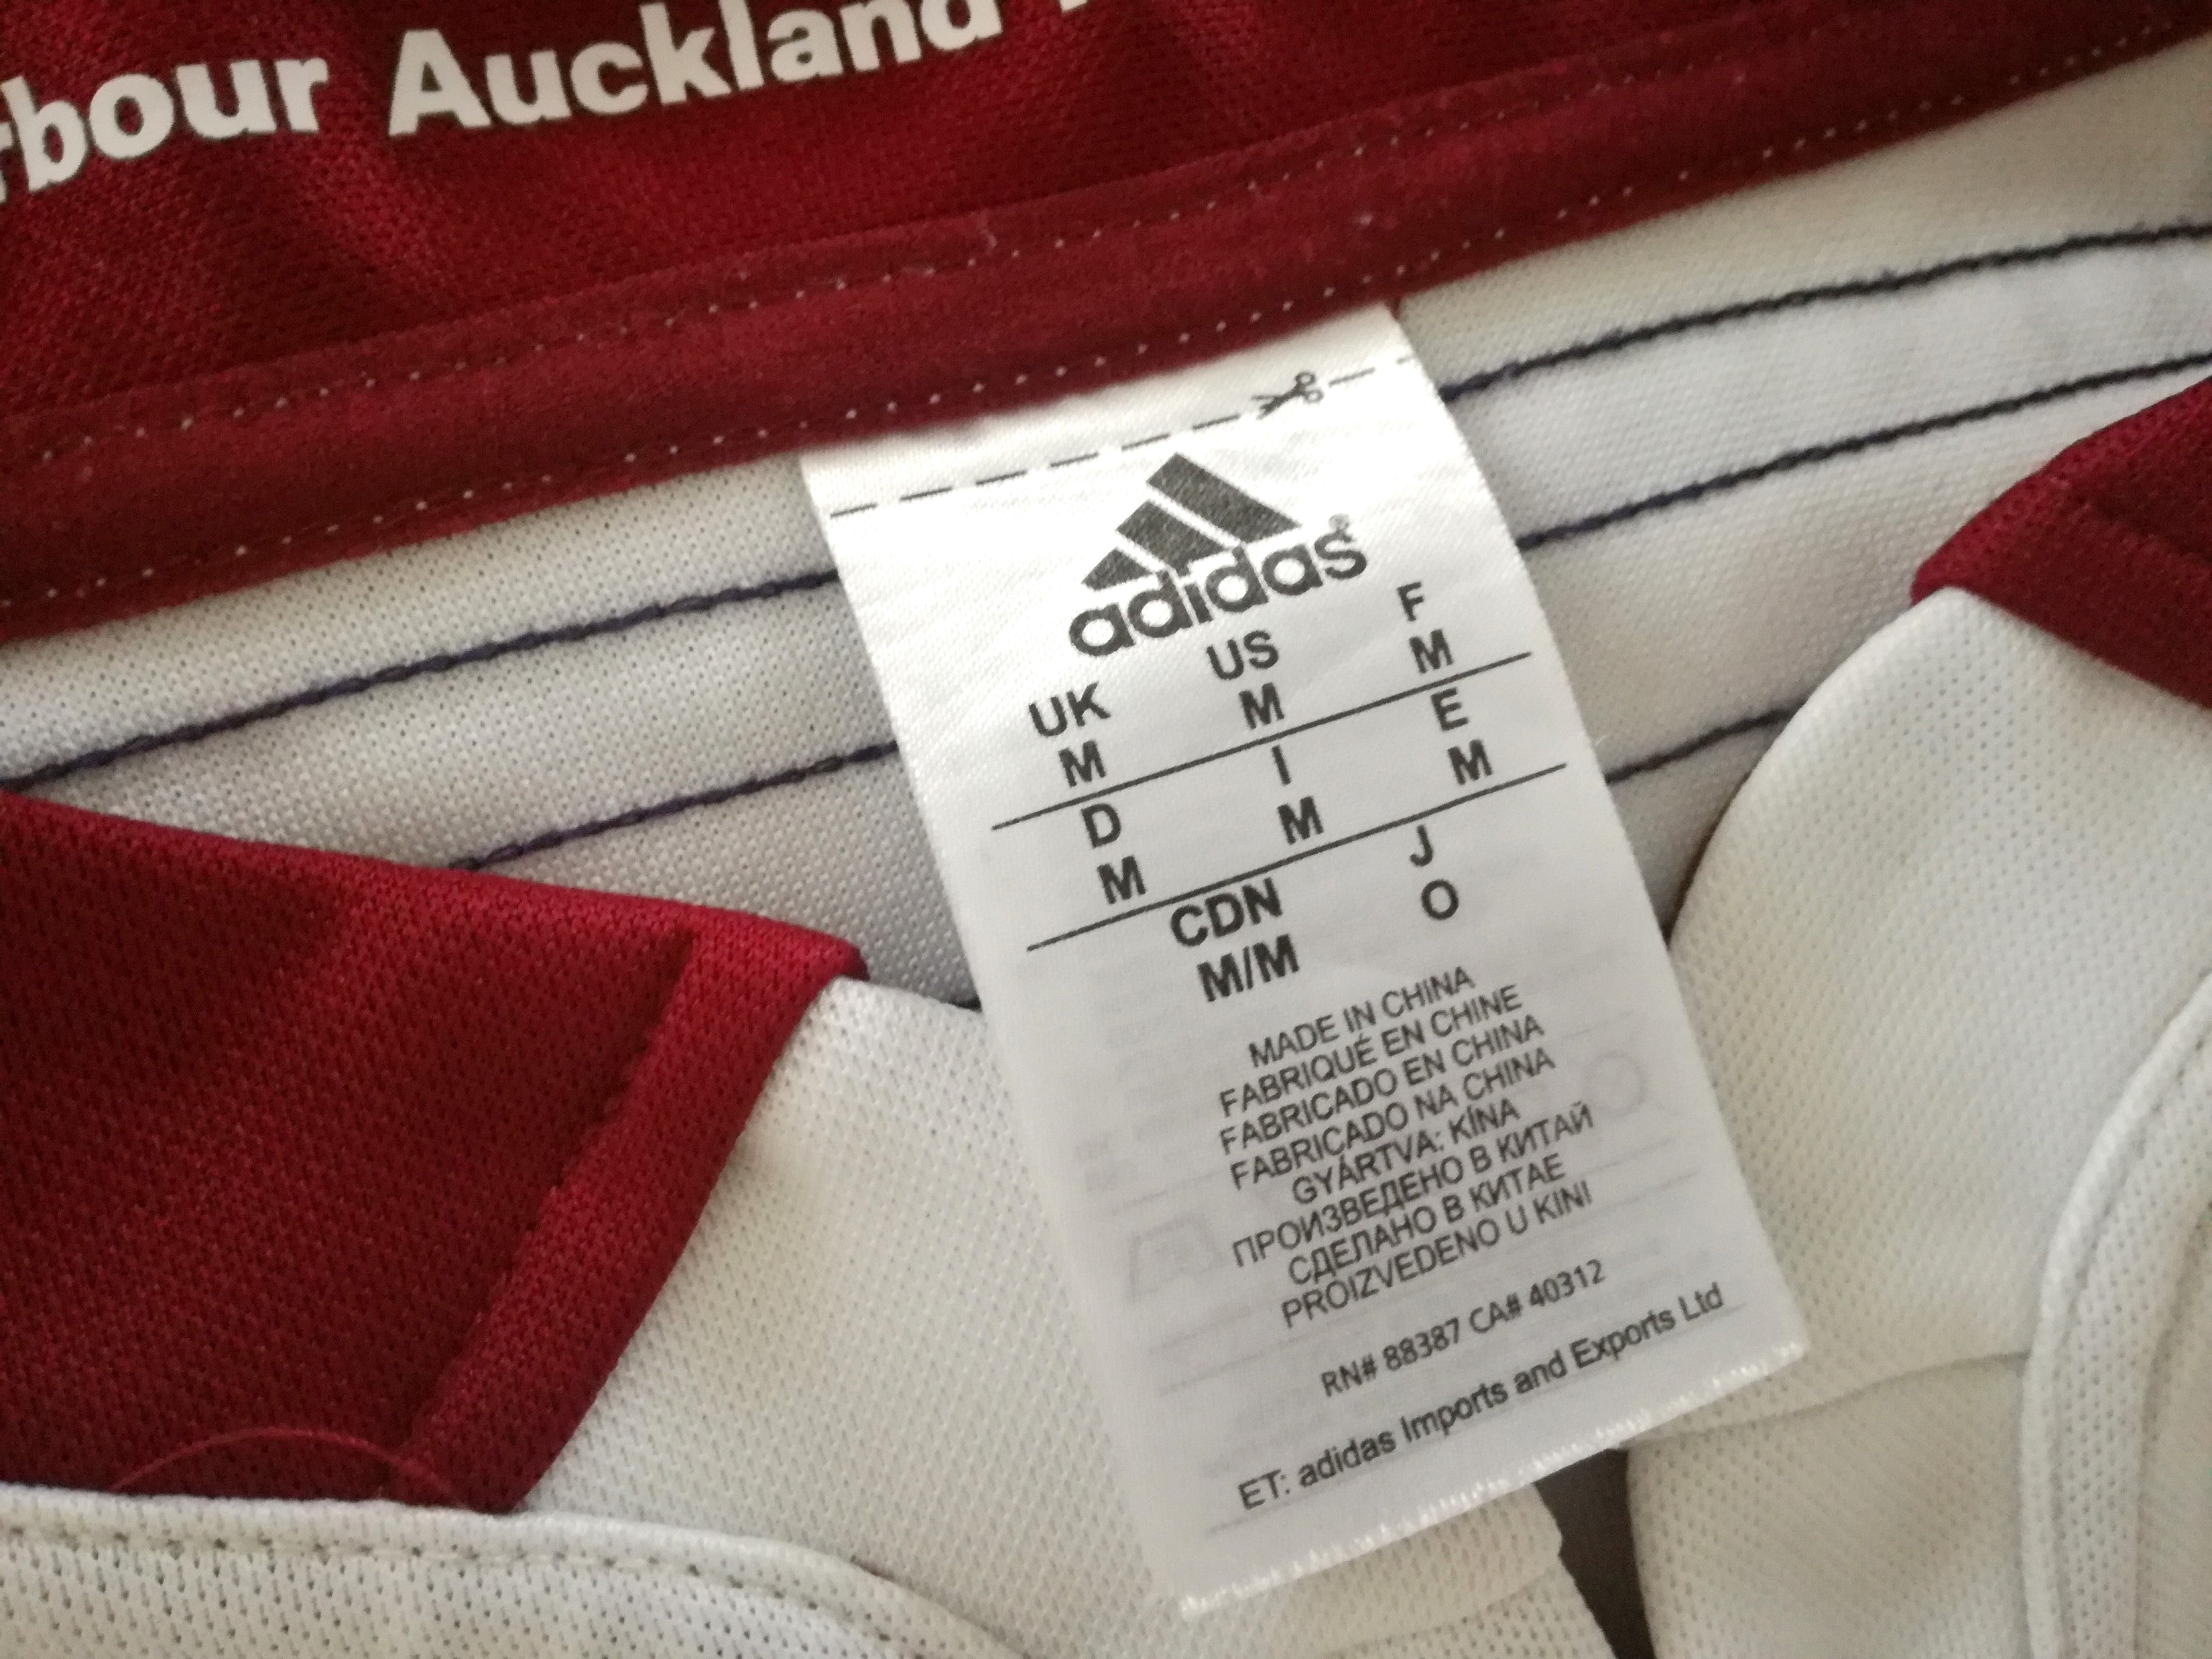 rbour Auckland
adidas®
UK US F
M M M
D I E
M M M
CDN J
M/M O
MADE IN CHINA
FABRIQUÉ EN CHINE
FABRICADO EN CHINA
FABRICADO NA CHINA
GYÁRTVA: KÍNA
ПРОИЗВЕДЕНО В КИТАЙ
СДЕЛАНО В КИТАЕ
PROIZVEDENO U KINI
RN# 88387 CA# 40312
ET: adidas Imports and Exports Ltd